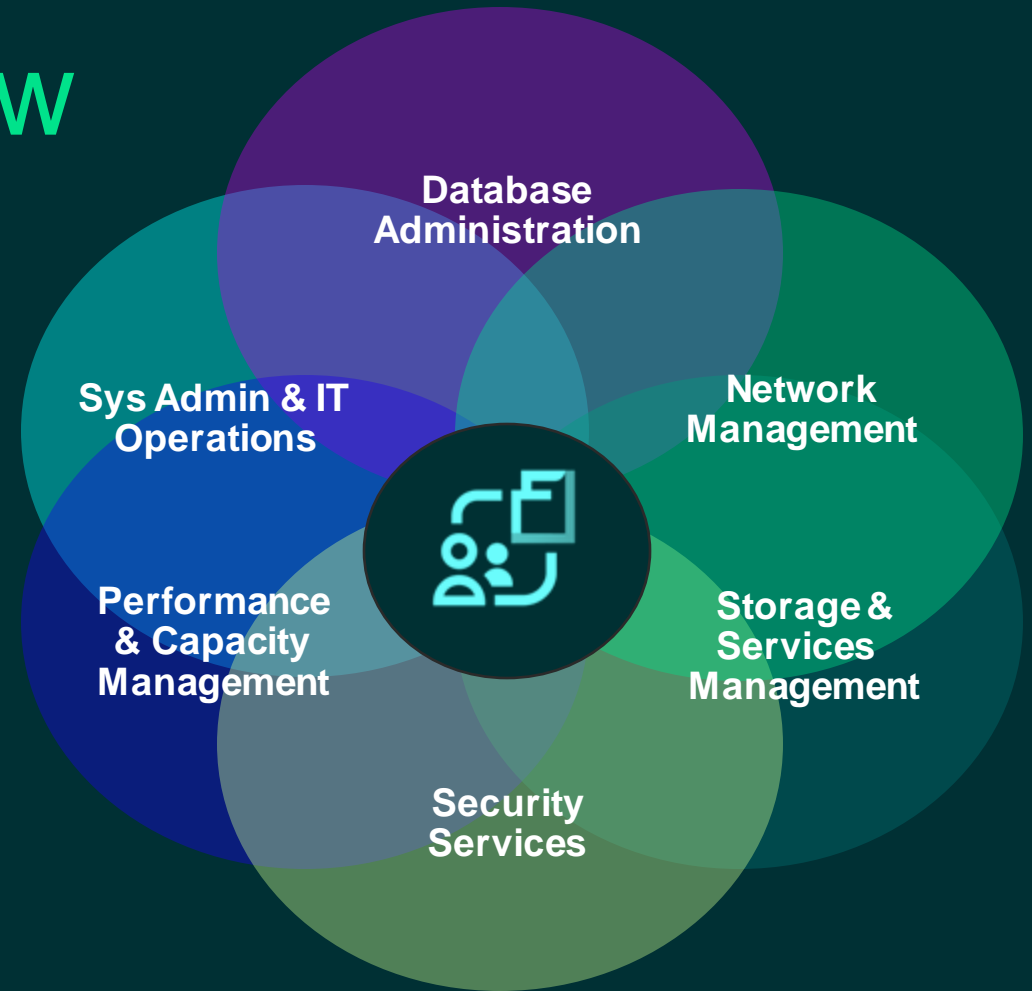 w
Database
Administration
Sys Admin & IT
Operations
Network
Management
Performance
& Capacity
Management
Storage &
Services
Management
Security
Services